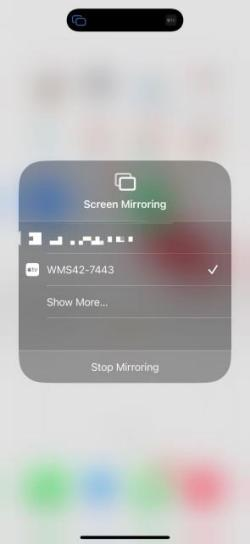 Screen Mirroring
WMS42-7443
Show More...
Stop Mirroring